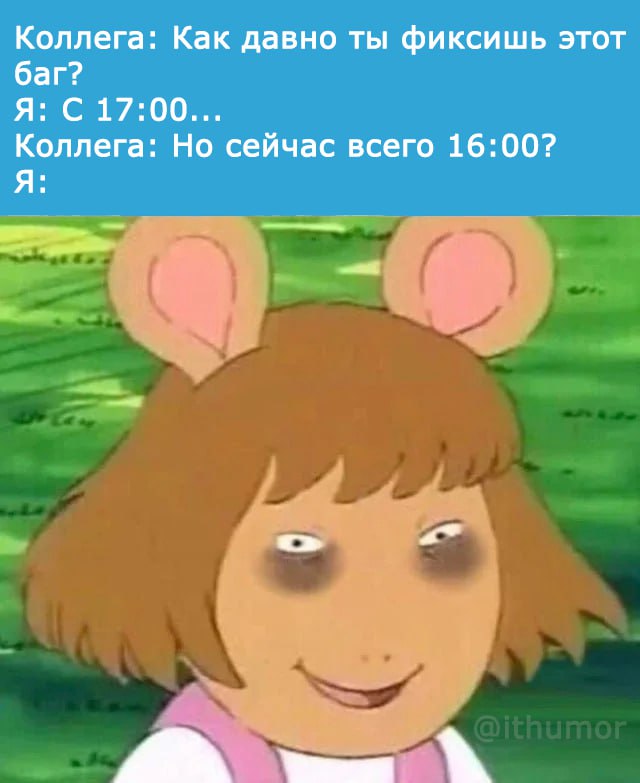 Коллега: Как давно ты фиксишь этот
баг?
Я: С 17:00...
Коллега: Но сейчас всего 16:00?
Я:
@ithumor